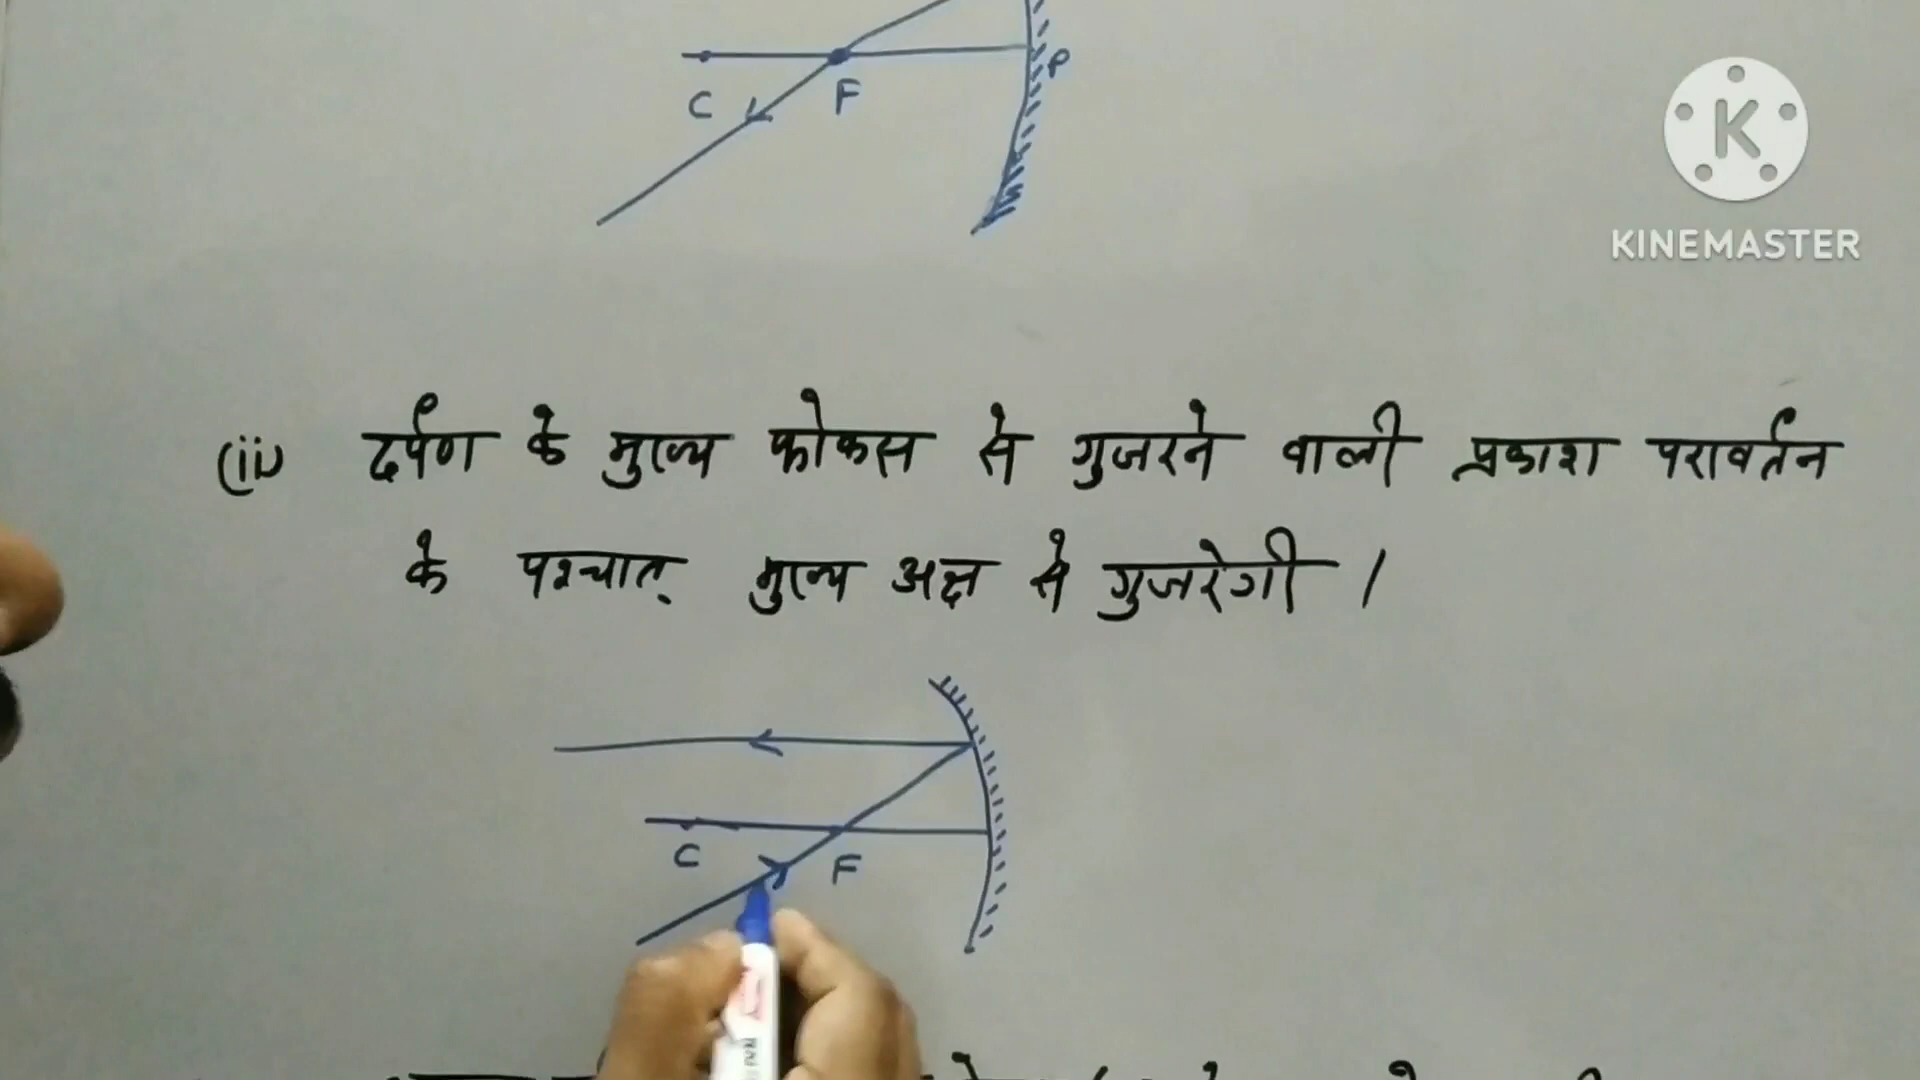 P
C F
K
KINEMASTER
(ii) दर्पण के मुख्य फोकस से गुजरने वाली प्रकाश परावर्तन
के पश्चात् मुख्य अक्ष से गुजरेगी ।
C F